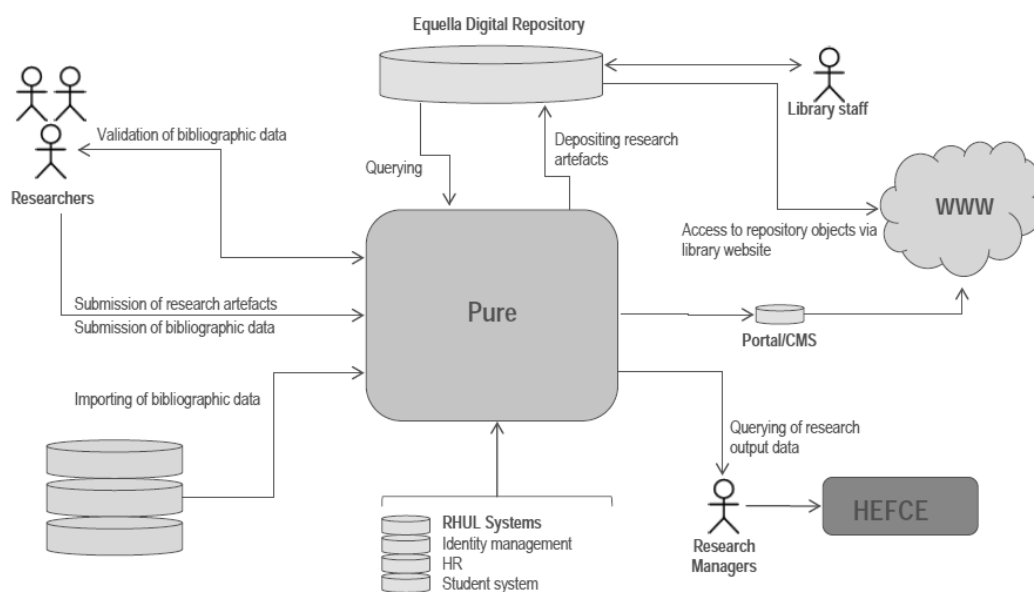 Equella Digital Repository
Library staff
Validation of bibliographic data
Depositing research
artefacts
Querying
Researchers
WWW
Access to repository objects via
library website
Submission of research artefacts
Submission of bibliographic data
Pure
Portal/CMS
Importing of bibliographic data
Querying of research
output data
RHUL Systems
Identity management
HR
Student system
HEFCE
Research
Managers